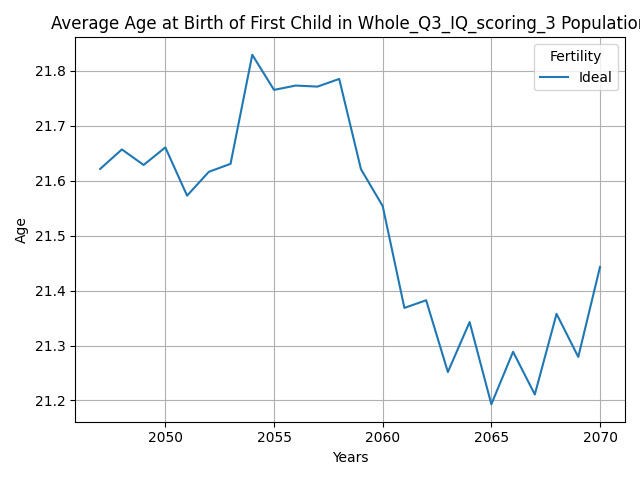 Average Age at Birth of First Child in Whole_Q3_IQ_scoring_3 Population
Fertility
Ideal
21.8
21.7
21.6
21.5
21.4
21.3
21.2
Age
2050 2055 2060 2065 2070
Years